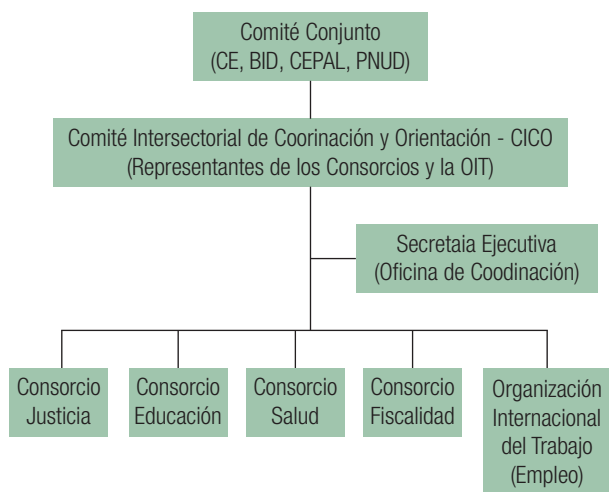 Comité Conjunto
(CE, BID, CEPAL, PNUD)
Comité Intersectorial de Coorinación y Orientación - CICO
(Representantes de los Consorcios y la OIT)
Secretaia Ejecutiva
(Oficina de Coodinación)
Consorcio
Justicia
Consorcio
Educación
Consorcio
Salud
Consorcio
Fiscalidad
Organización
Internacional
del Trabajo
(Empleo)